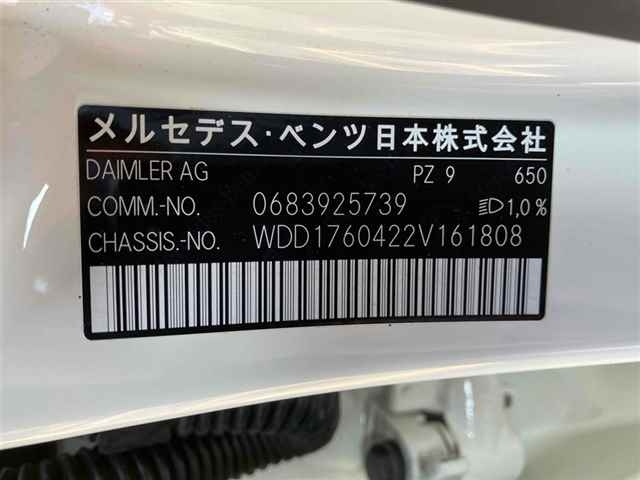 メルセデス・ベンツ日本株式会社
DAIMLER AG PZ 9 650
COMM.-NO. 0683925739 1,0%
CHASSIS.-NO. WDD1760422V161808